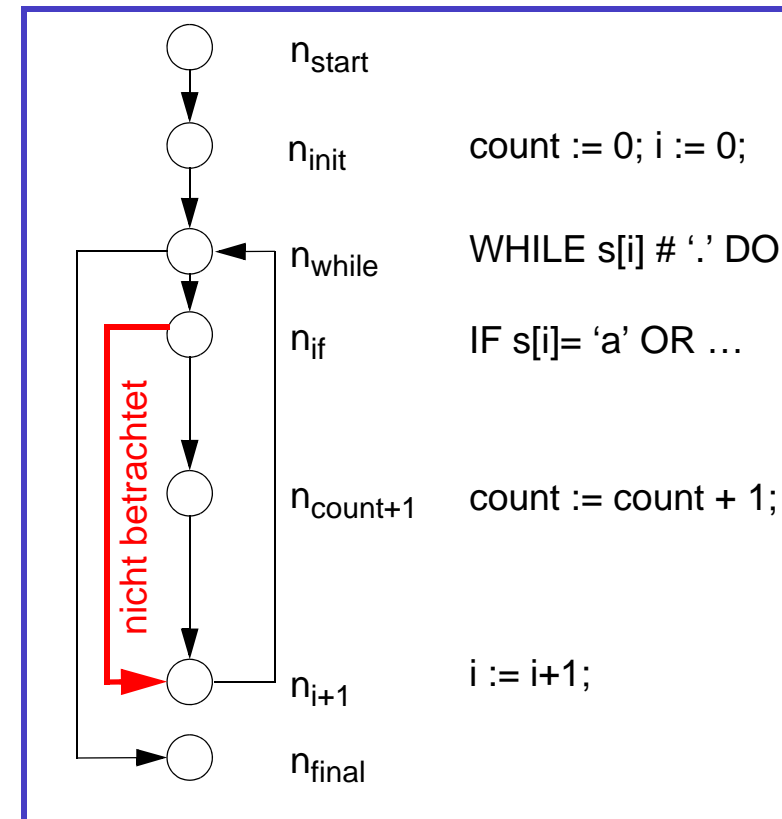 n_start
n_init count := 0; i := 0;
n_while WHILE s[i] # ‘.’ DO
n_if IF s[i]= ‘a’ OR …
nicht betrachtet
n_count+1 count := count + 1;
n_i+1 i := i+1;
n_final